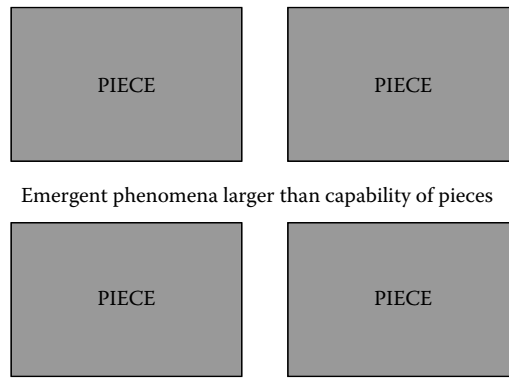 PIECE PIECE
Emergent phenomena larger than capability of pieces
PIECE PIECE